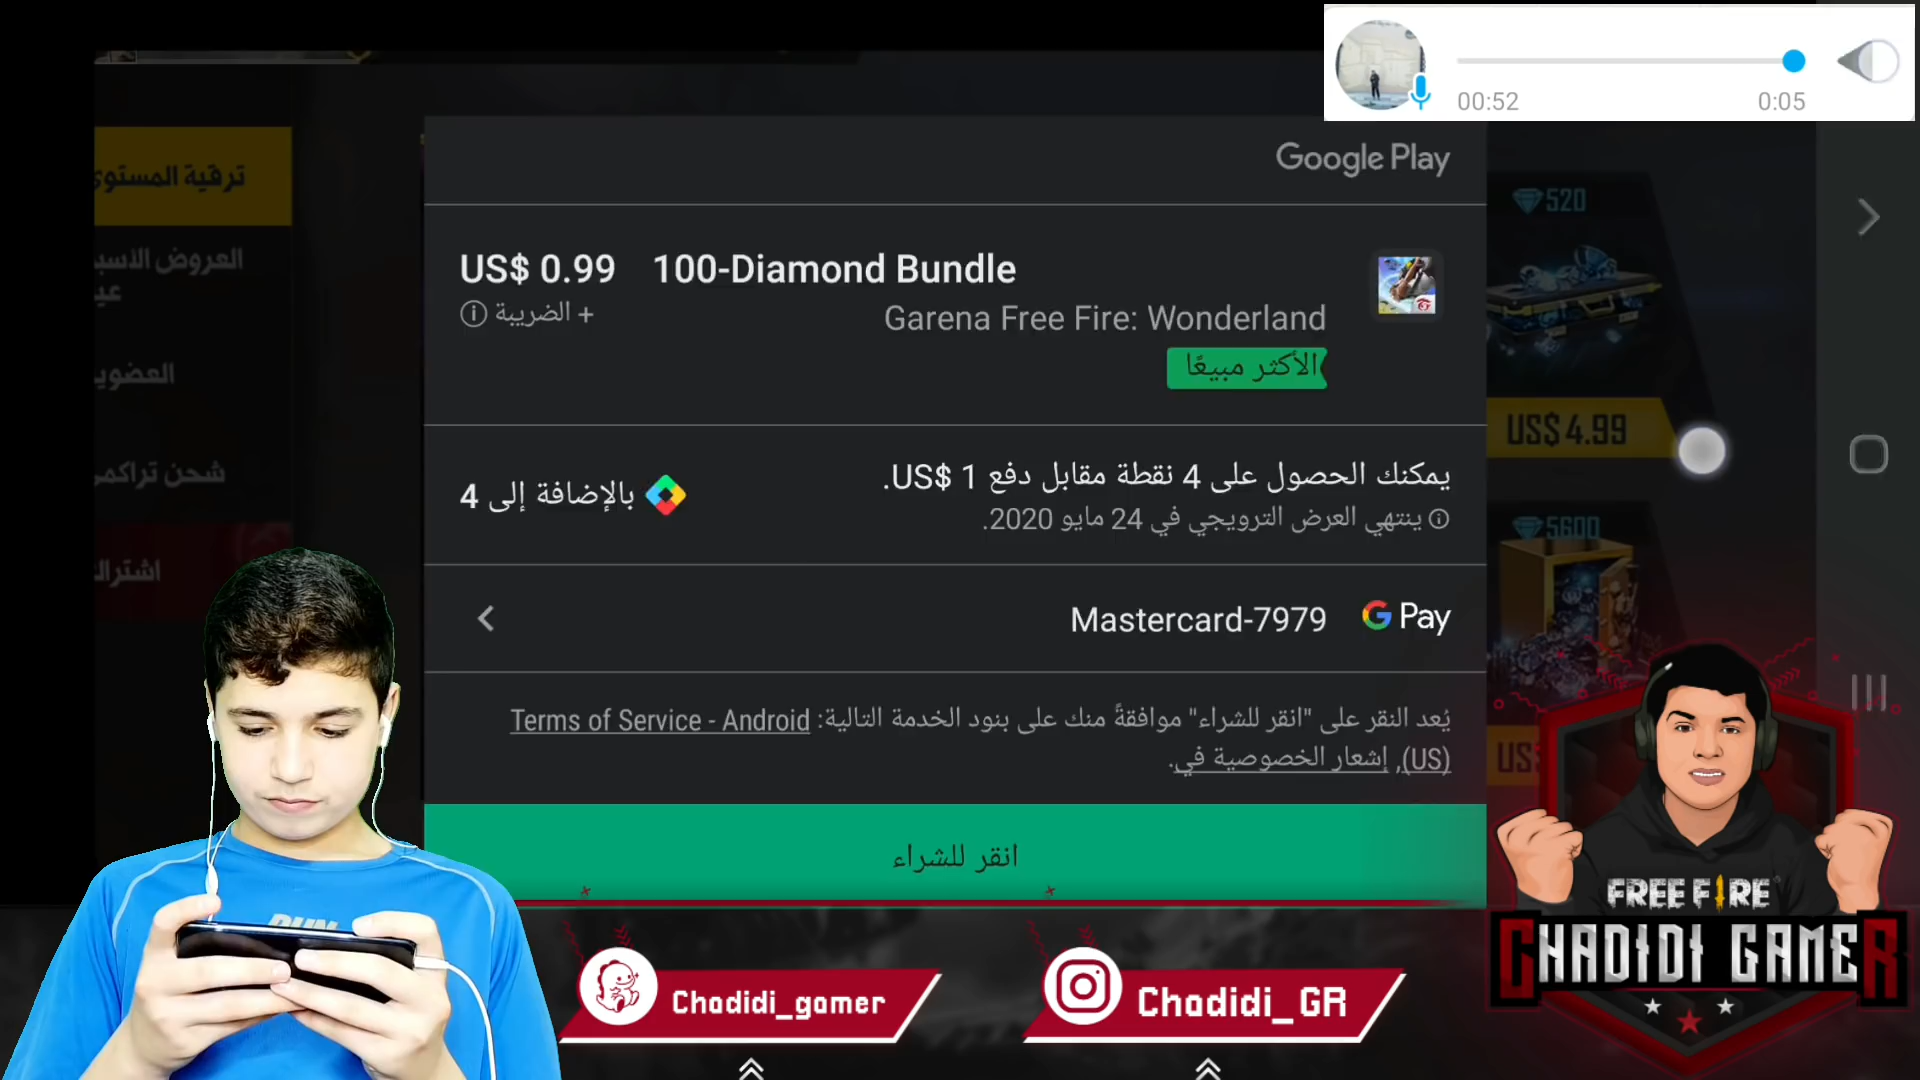 00:52
0:05
Google Play
ترقية المستوى
520
US$ 0.99
100-Diamond Bundle
+ الضريبة
Garena Free Fire: Wonderland
الأكثر مبيعًا
العروض
US$ 4.99
يمكنك الحصول على 4 نقطة مقابل دفع 1 US$.
بالإضافة إلى 4
ينتهي العرض الترويجي في 24 مايو 2020.
شحن
5600
Mastercard-7979
G Pay
يُعد النقر على "انقر للشراء" موافقةً منك على بنود الخدمة التالية: Terms of Service - Android
(US), إشعار الخصوصية في.
US
انقر للشراء
FREE FIRE
CHADIDI GAMER
RUN
Chadidi_gamer
Chadidi_GR